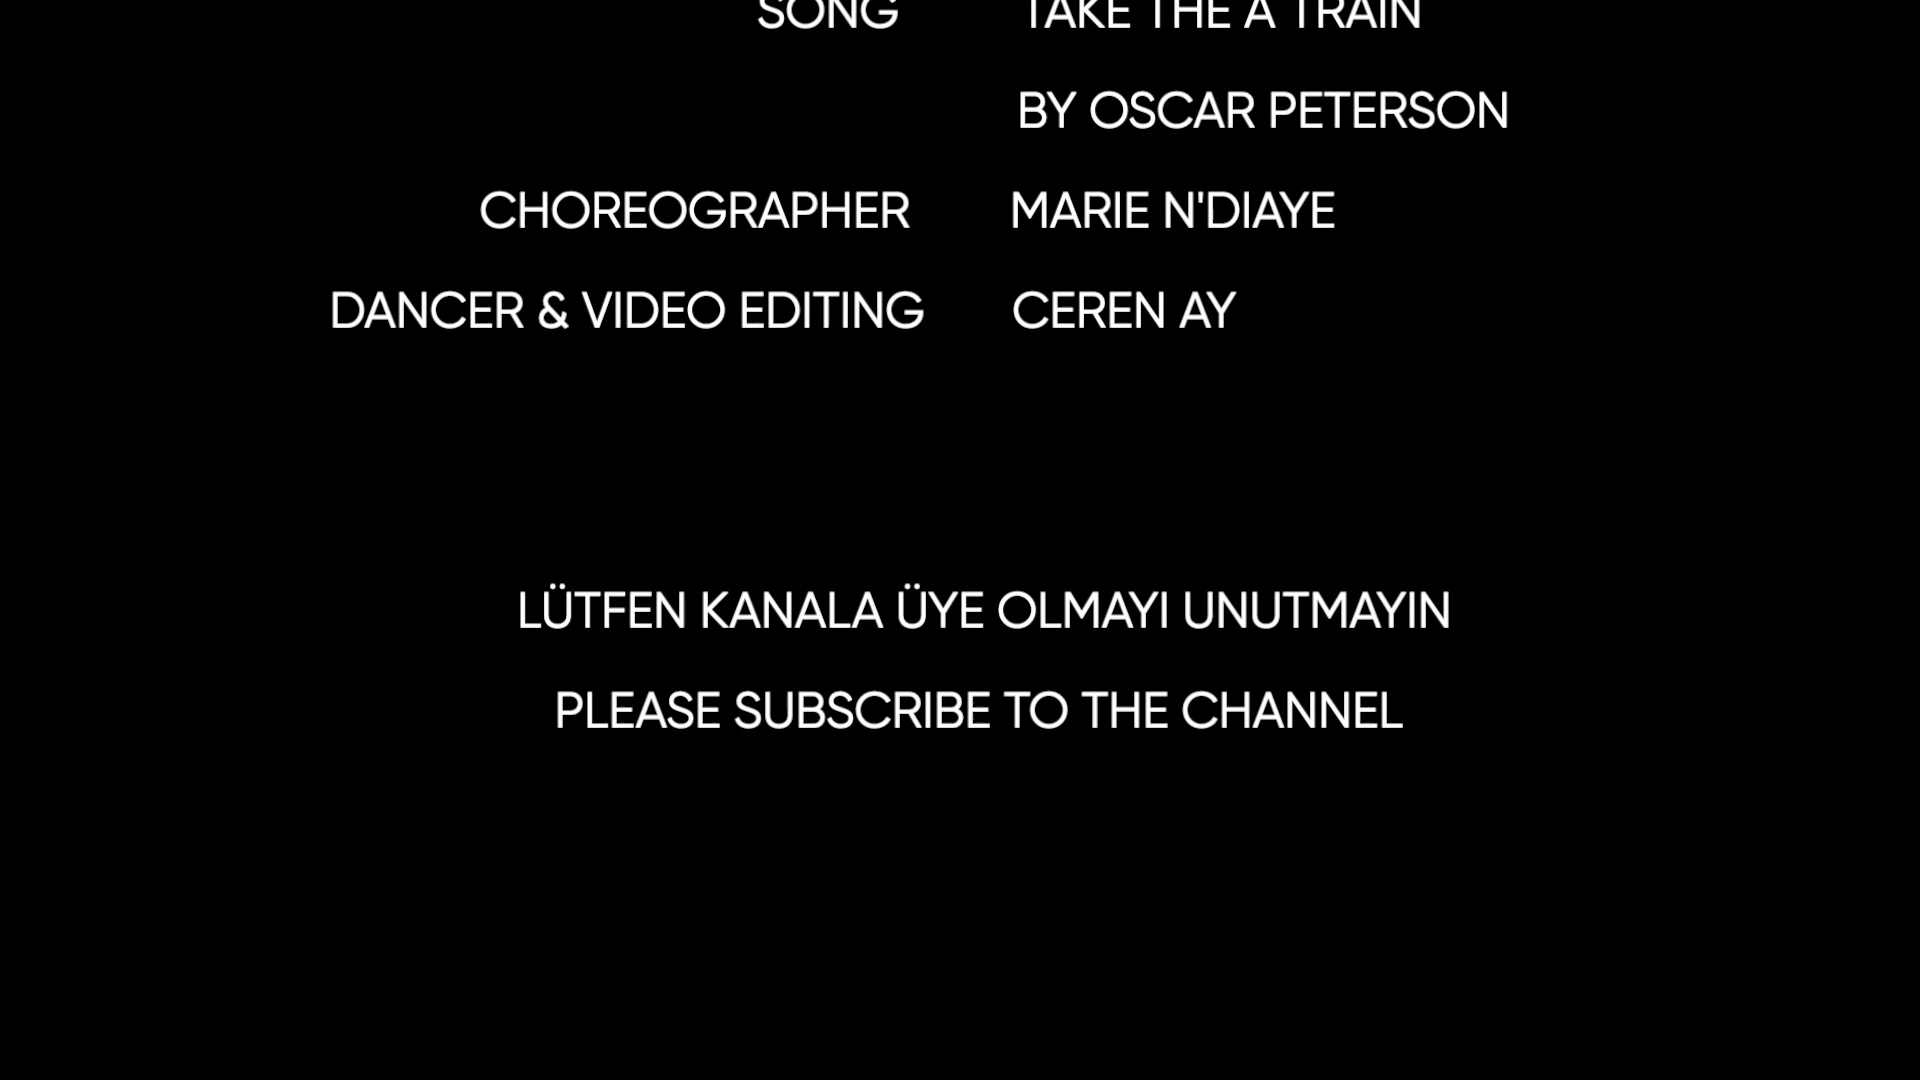 SONG TAKE THE A TRAIN
BY OSCAR PETERSON
CHOREOGRAPHER MARIE N'DIAYE
DANCER & VIDEO EDITING CEREN AY
LÜTFEN KANALA ÜYE OLMAYI UNUTMAYIN
PLEASE SUBSCRIBE TO THE CHANNEL